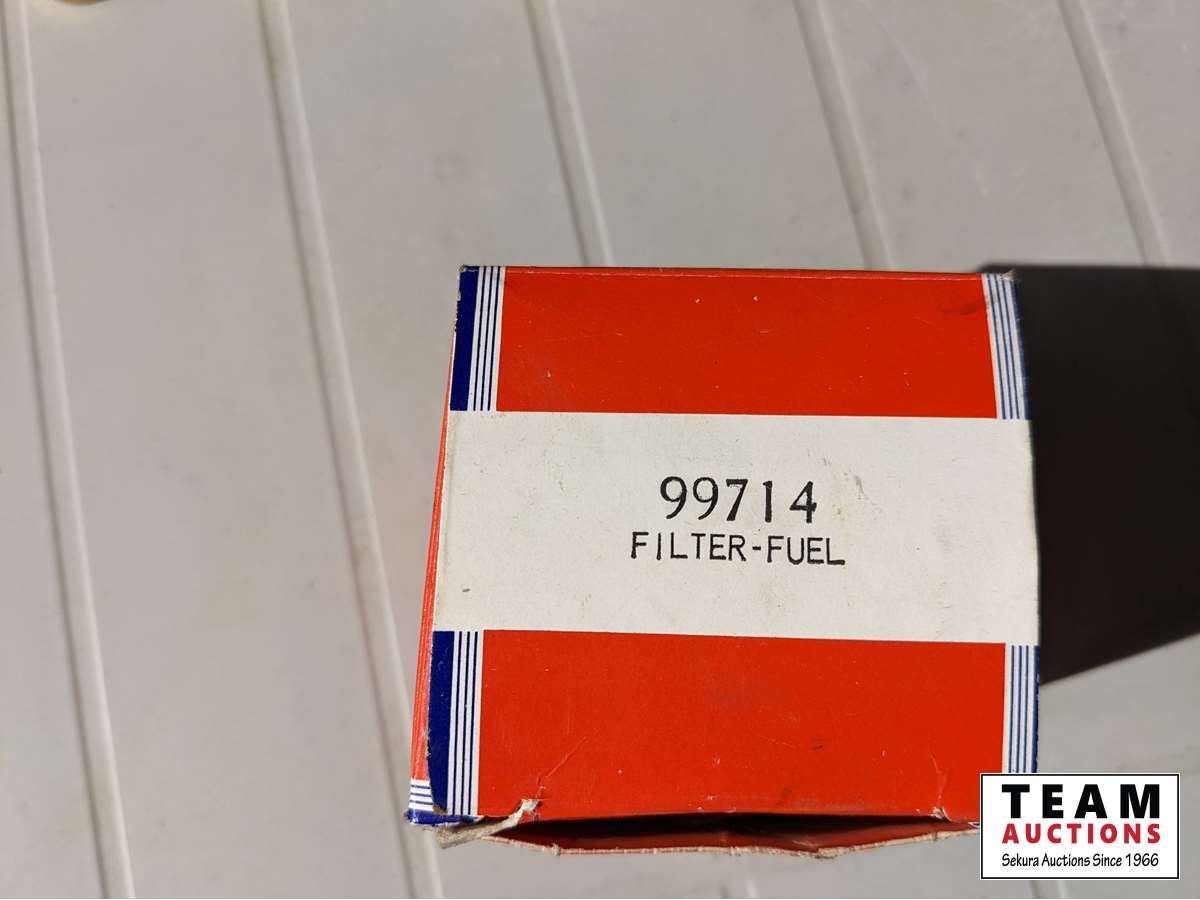 99714
FILTER-FUEL
TEAM
AUCTIONS
Sekura Auctions Since 1966